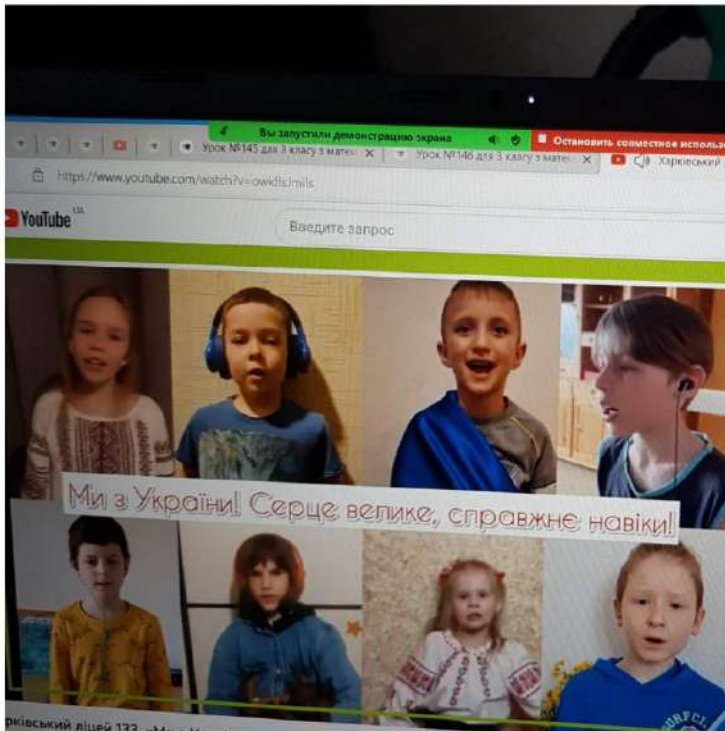 Вы запустили демонстрацию экрана
Остановить совместное использо
Урок №145 для 3 класу з матем
Урок №146 для 3 класу з матем
Харківський
https://www.youtube.com/watch?v=
YouTube UA
Введите запрос
Ми з України! Серце велике, справжнє навіки!
рківський ліцей 133